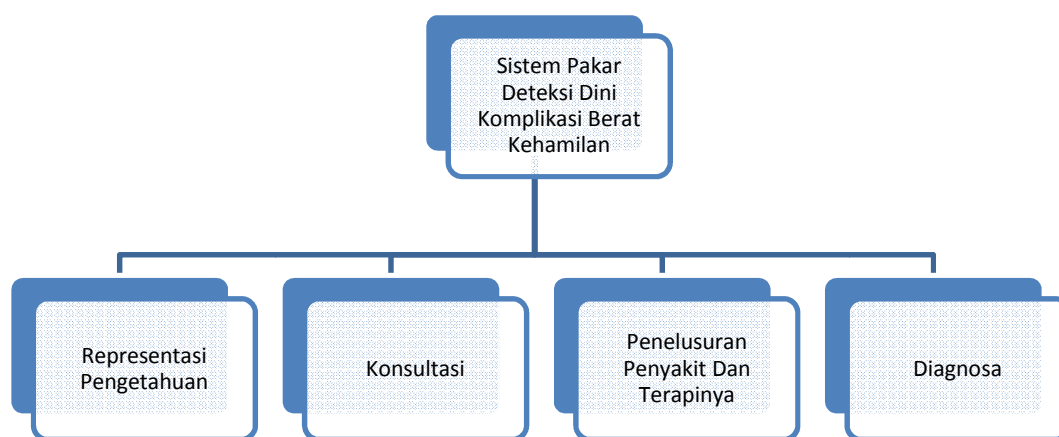 Sistem Pakar
Deteksi Dini
Komplikasi Berat
Kehamilan
Representasi
Pengetahuan
Konsultasi
Penelusuran
Penyakit Dan
Terapinya
Diagnosa